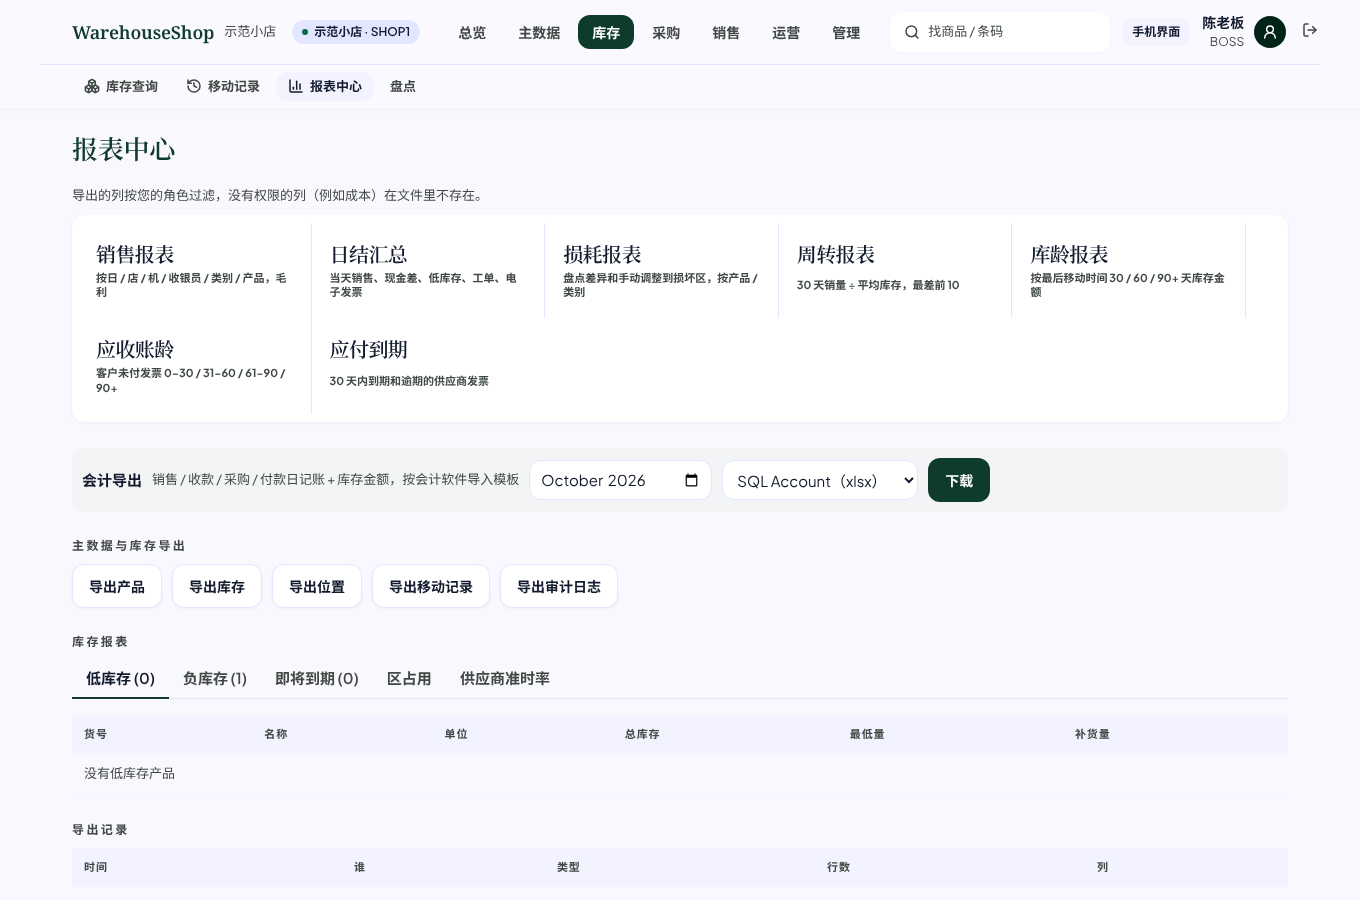 WarehouseShop 示范小店 示范小店 · SHOP1 总览 主数据 库存 采购 销售 运营 管理 找商品 / 条码 手机界面 陈老板
BOSS
库存查询 移动记录 报表中心 盘点
报表中心
导出的列按您的角色过滤，没有权限的列（例如成本）在文件里不存在。
销售报表
按日 / 店 / 机 / 收银员 / 类别 / 产品，毛
利
日结汇总
当天销售、现金差、低库存、工单、电
子发票
损耗报表
盘点差异和手动调整到损坏区，按产品 /
类别
周转报表
30 天销量 ÷ 平均库存，最差前 10
库龄报表
按最后移动时间 30 / 60 / 90+ 天库存金
额
应收账龄
客户未付发票 0–30 / 31–60 / 61–90 /
90+
应付到期
30 天内到期和逾期的供应商发票
会计导出 销售 / 收款 / 采购 / 付款日记账 + 库存金额，按会计软件导入模板 October 2026 SQL Account（xlsx） 下载
主数据与库存导出
导出产品 导出库存 导出位置 导出移动记录 导出审计日志
库存报表
低库存 (0) 负库存 (1) 即将到期 (0) 区占用 供应商准时率
货号 名称 单位 总库存 最低量 补货量
没有低库存产品
导出记录
时间 谁 类型 行数 列